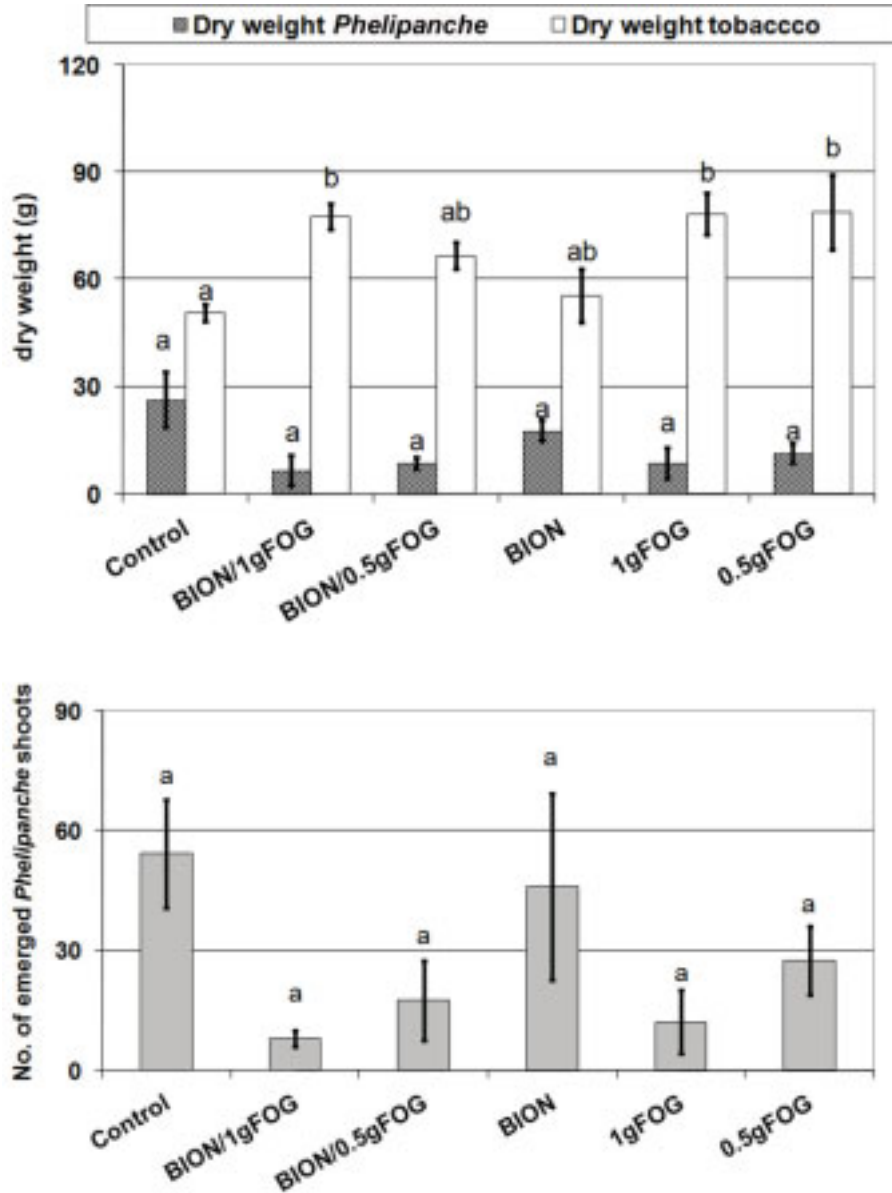 Dry weight Phelipanche Dry weight tobaccco
120
90
60
30
0
dry weight (g)
a a a b a ab a ab a b a b
Control BION/1gFOG BION/0.5gFOG BION 1gFOG 0.5gFOG
90
60
30
0
No. of emerged Phelipanche shoots
a a a a a a
Control BION/1gFOG BION/0.5gFOG BION 1gFOG 0.5gFOG